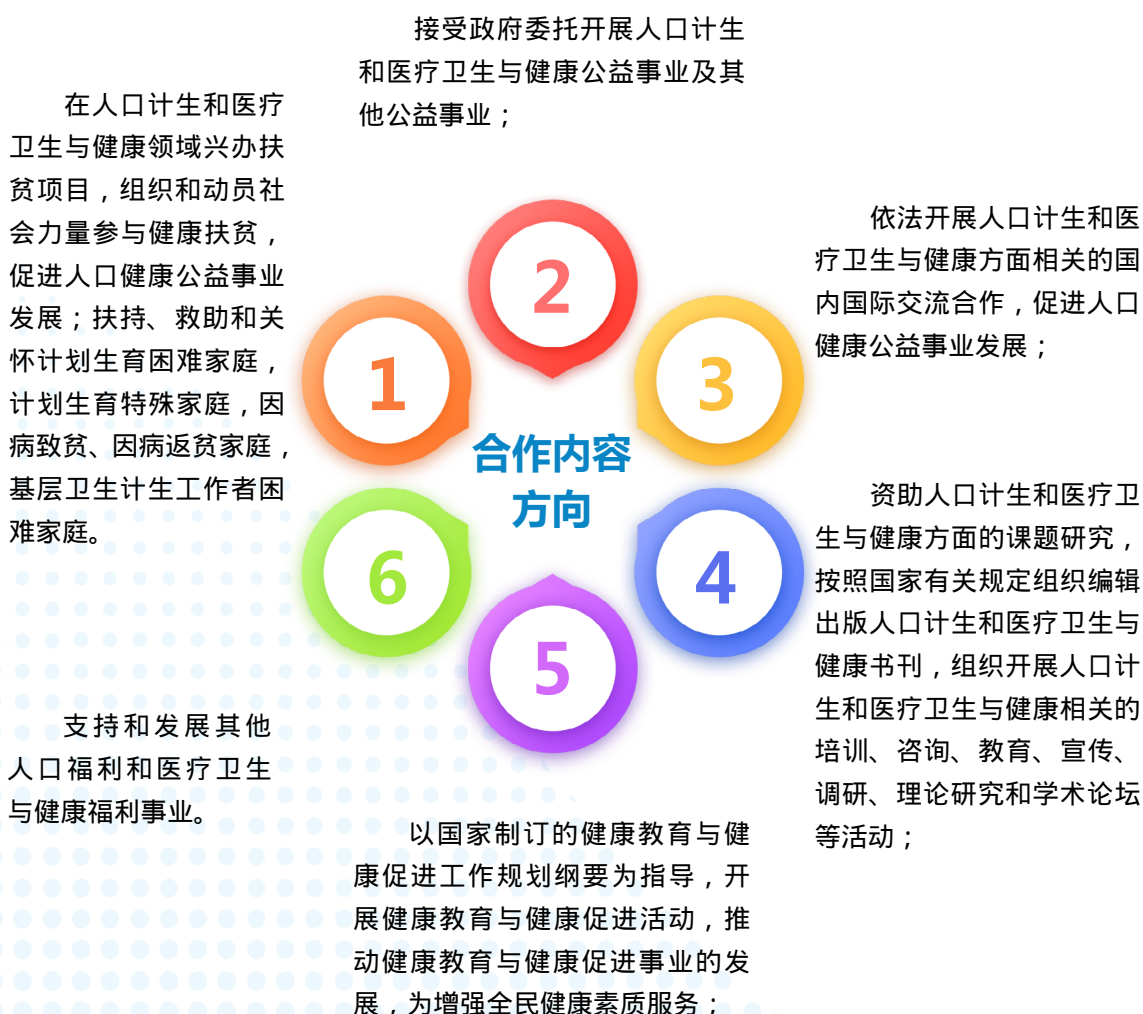 接受政府委托开展人口计生
和医疗卫生与健康公益事业及其
他公益事业；
在人口计生和医疗
卫生与健康领域兴办扶
贫项目，组织和动员社
会力量参与健康扶贫，
促进人口健康公益事业
发展；扶持、救助和关
怀计划生育困难家庭，
计划生育特殊家庭，因
病致贫、因病返贫家庭，
基层卫生计生工作者困
难家庭。
依法开展人口计生和医
疗卫生与健康方面相关的国
内国际交流合作，促进人口
健康公益事业发展；
2
1
3
合作内容
方向
6
4
5
资助人口计生和医疗卫
生与健康方面的课题研究，
按照国家有关规定组织编辑
出版人口计生和医疗卫生与
健康书刊，组织开展人口计
生和医疗卫生与健康相关的
培训、咨询、教育、宣传、
调研、理论研究和学术论坛
等活动；
支持和发展其他
人口福利和医疗卫生
与健康福利事业。
以国家制订的健康教育与健
康促进工作规划纲要为指导，开
展健康教育与健康促进活动，推
动健康教育与健康促进事业的发
展，为增强全民健康素质服务；